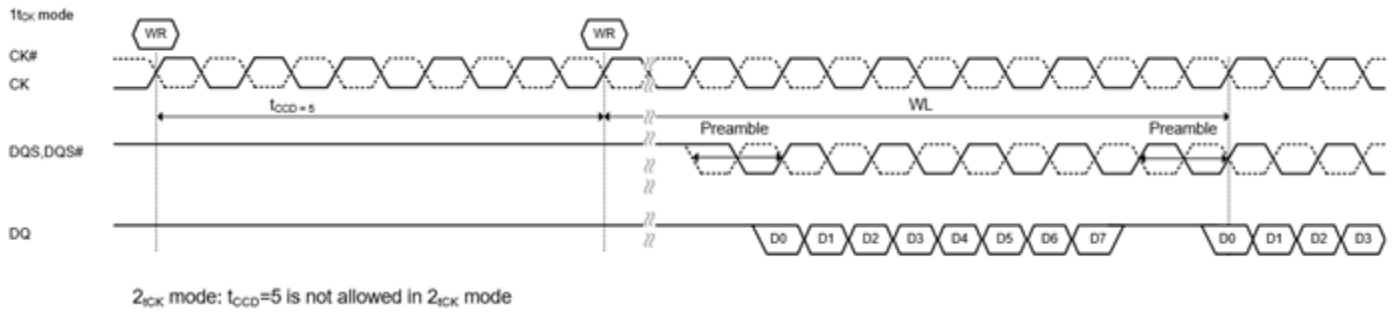 1tCK mode
WR WR
CK#
CK
tCCD = 5 WL
Preamble Preamble
DQS,DQS#
DQ D0 D1 D2 D3 D4 D5 D6 D7 D0 D1 D2 D3
2tCK mode: tCCD=5 is not allowed in 2tCK mode